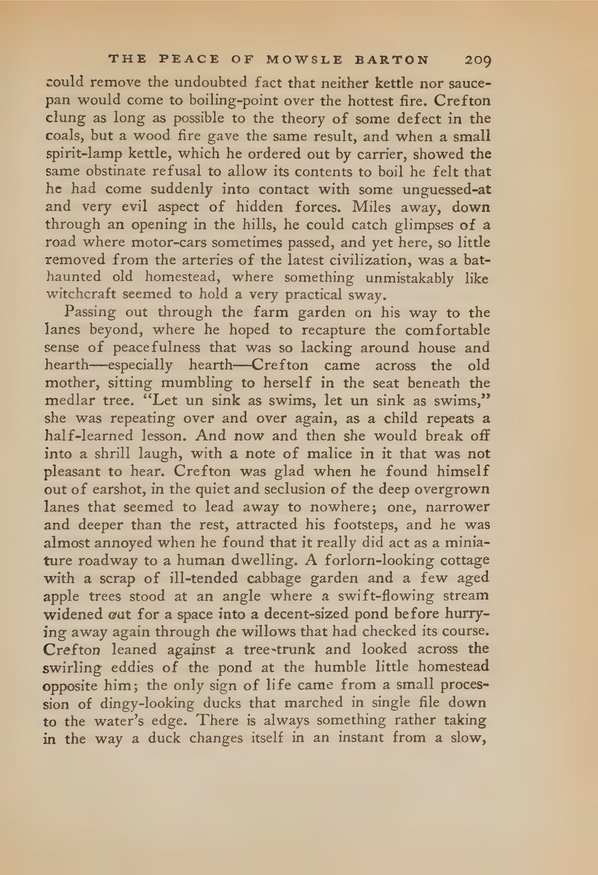 THE PEACE OF MOWSLE BARTON 209
could remove the undoubted fact that neither kettle nor sauce-
pan would come to boiling-point over the hottest fire. Crefton
clung as long as possible to the theory of some defect in the
coals, but a wood fire gave the same result, and when a small
spirit-lamp kettle, which he ordered out by carrier, showed the
same obstinate refusal to allow its contents to boil he felt that
he had come suddenly into contact with some unguessed-at
and very evil aspect of hidden forces. Miles away, down
through an opening in the hills, he could catch glimpses of a
road where motor-cars sometimes passed, and yet here, so little
removed from the arteries of the latest civilization, was a bat-
haunted old homestead, where something unmistakably like
witchcraft seemed to hold a very practical sway.
Passing out through the farm garden on his way to the
lanes beyond, where he hoped to recapture the comfortable
sense of peacefulness that was so lacking around house and
hearth—especially hearth—Crefton came across the old
mother, sitting mumbling to herself in the seat beneath the
medlar tree. “Let un sink as swims, let un sink as swims,”
she was repeating over and over again, as a child repeats a
half-learned lesson. And now and then she would break off
into a shrill laugh, with a note of malice in it that was not
pleasant to hear. Crefton was glad when he found himself
out of earshot, in the quiet and seclusion of the deep overgrown
lanes that seemed to lead away to nowhere; one, narrower
and deeper than the rest, attracted his footsteps, and he was
almost annoyed when he found that it really did act as a minia-
ture roadway to a human dwelling. A forlorn-looking cottage
with a scrap of ill-tended cabbage garden and a few aged
apple trees stood at an angle where a swift-flowing stream
widened out for a space into a decent-sized pond before hurry-
ing away again through the willows that had checked its course.
Crefton leaned against a tree-trunk and looked across the
swirling eddies of the pond at the humble little homestead
opposite him; the only sign of life came from a small proces-
sion of dingy-looking ducks that marched in single file down
to the water’s edge. There is always something rather taking
in the way a duck changes itself in an instant from a slow,